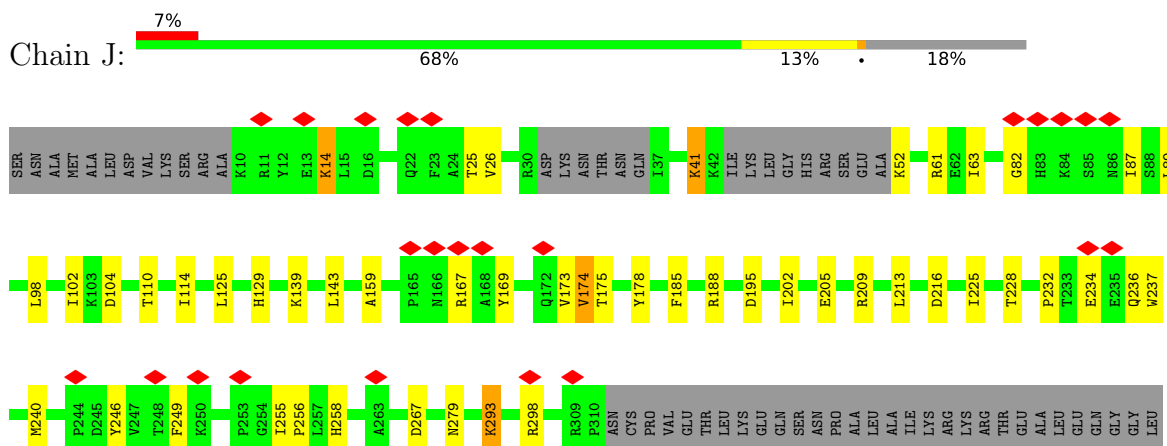 7%
Chain J:
68% 13% • 18%
SER ASN ALA MET ALA LEU ASP VAL LYS SER ARG ALA K10 R11 Y12 E13 K14 L15 D16 Q22 F23 A24 T25 V26 R30 ASP LYS ASN THR ASN GLN I37 K41 K42 ILE LYS LEU GLY HIS ARG SER GLU ALA K52 R61 E62 I63 G82 H83 K84 S85 N86 I87 S88
L98 I102 K103 D104 T110 I114 L125 H129 K139 L143 A159 P165 N166 R167 A168 Y169 Q172 V173 V174 T175 Y178 F185 R188 D195 I202 E205 R209 L213 D216 I225 T228 P232 T233 E234 E235 Q236 W237
M240 P244 D245 Y246 V247 T248 F249 K250 P253 G254 I255 P256 L257 H258 A263 D267 N279 K293 R298 R309 P310 ASN CYS PRO VAL GLU THR LEU LYS GLU GLN SER ASN PRO ALA LEU ALA ILE LYS ARG LYS ARG THR GLU ALA LEU GLU GLN GLY GLY LEU